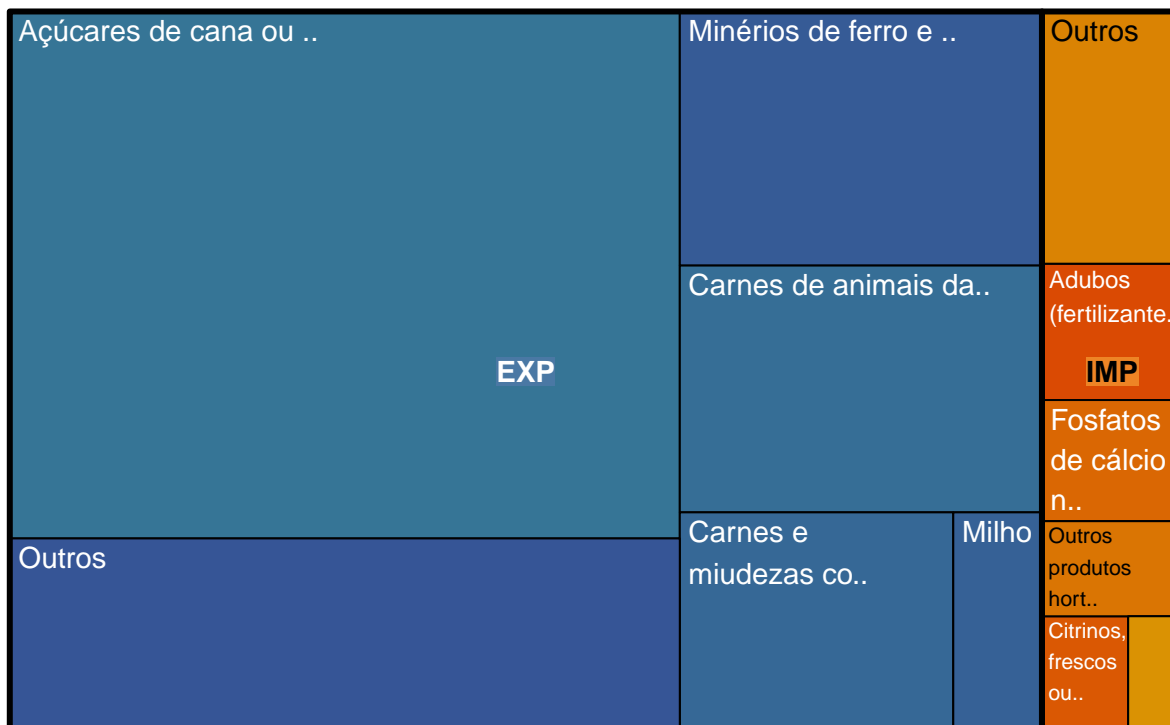 Açúcares de cana ou ..
Minérios de ferro e ..
Outros
Carnes de animais da..
Adubos
(fertilizante.
EXP
IMP
Fosfatos
de cálcio
n..
Carnes e
miudezas co..
Milho
Outros
produtos
hort..
Outros
Citrinos,
frescos
ou..